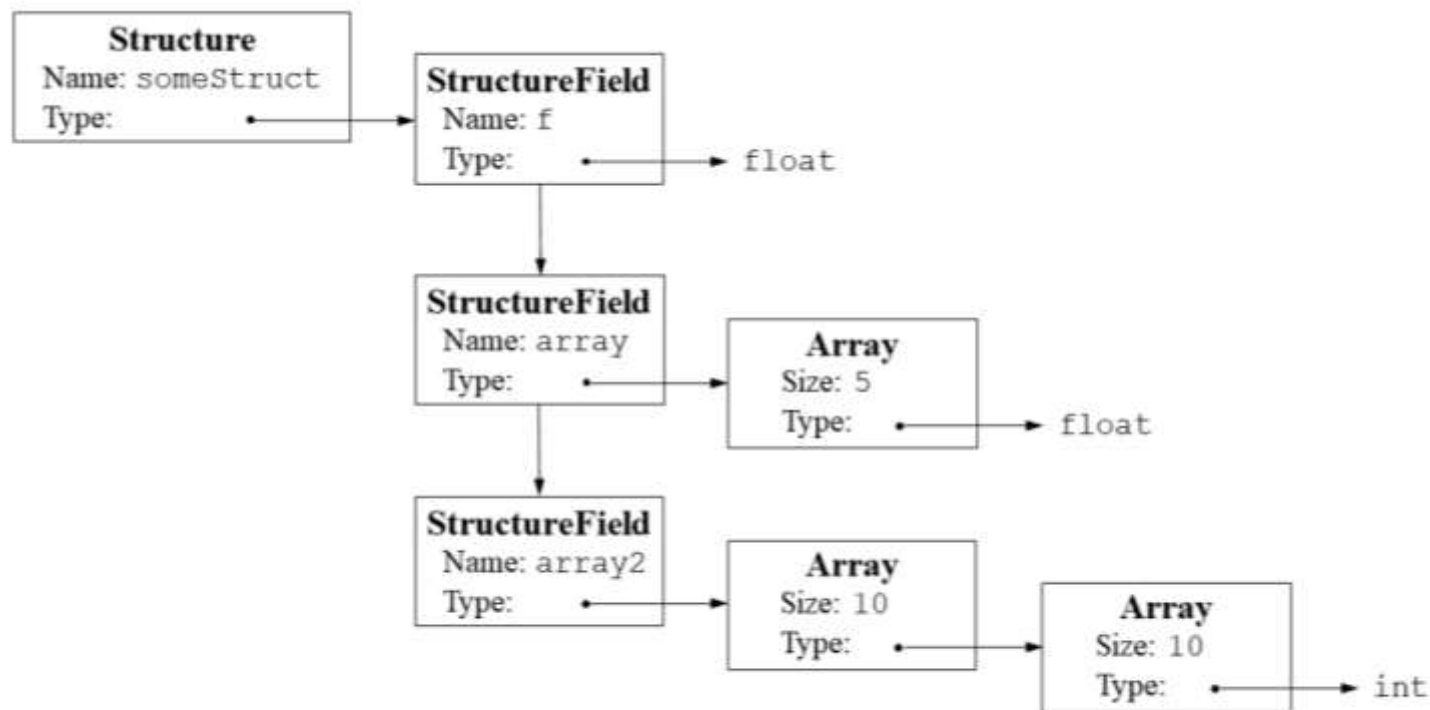 Structure
Name: someStruct
Type:
StructureField
Name: f
Type:
float
StructureField
Name: array
Type:
Array
Size: 5
Type:
float
StructureField
Name: array2
Type:
Array
Size: 10
Type:
Array
Size: 10
Type:
int